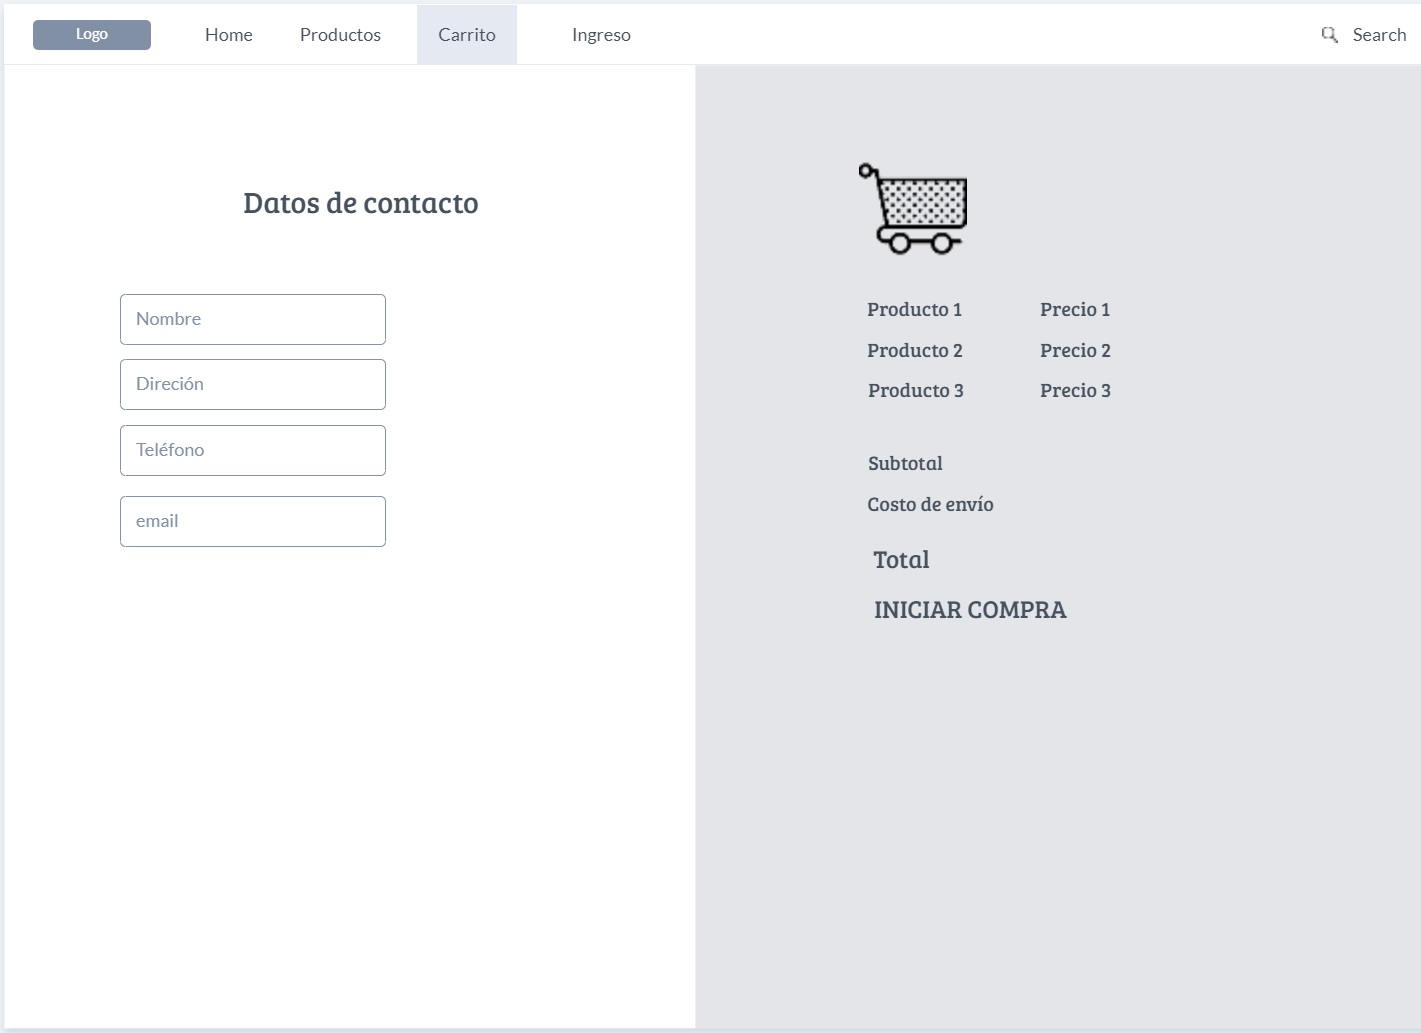 Logo Home Productos Carrito Ingreso Search
Datos de contacto
Nombre
Direción
Teléfono
email
Producto 1 Precio 1
Producto 2 Precio 2
Producto 3 Precio 3
Subtotal
Costo de envío
Total
INICIAR COMPRA